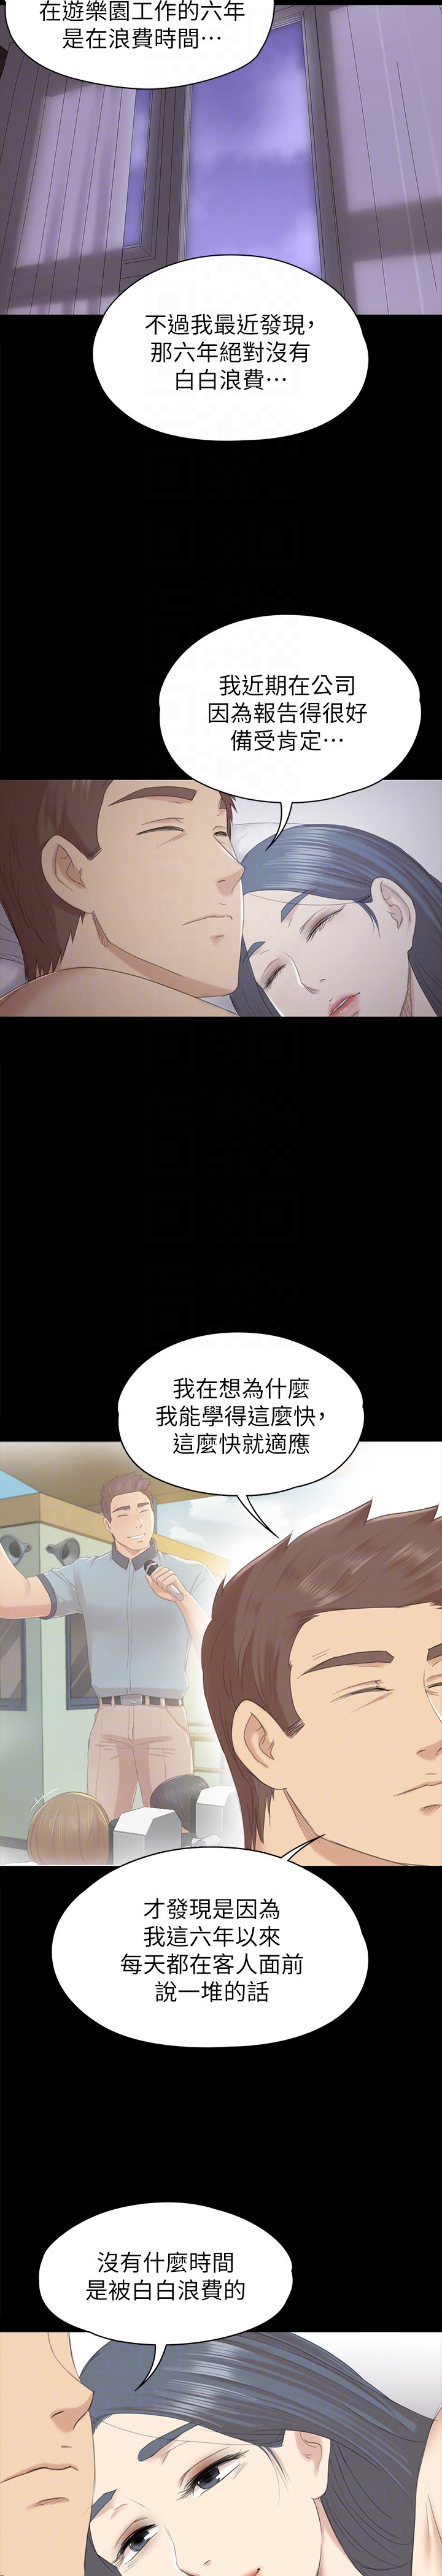 在遊樂園工作的六年
是在浪費時間…
不過我最近發現，
那六年絕對沒有
白白浪費…
我近期在公司
因為報告得很好
備受肯定…
我在想為什麼
我能學得這麼快，
這麼快就適應
才發現是因為
我這六年以來
每天都在客人面前
說一堆的話
沒有什麼時間
是被白白浪費的